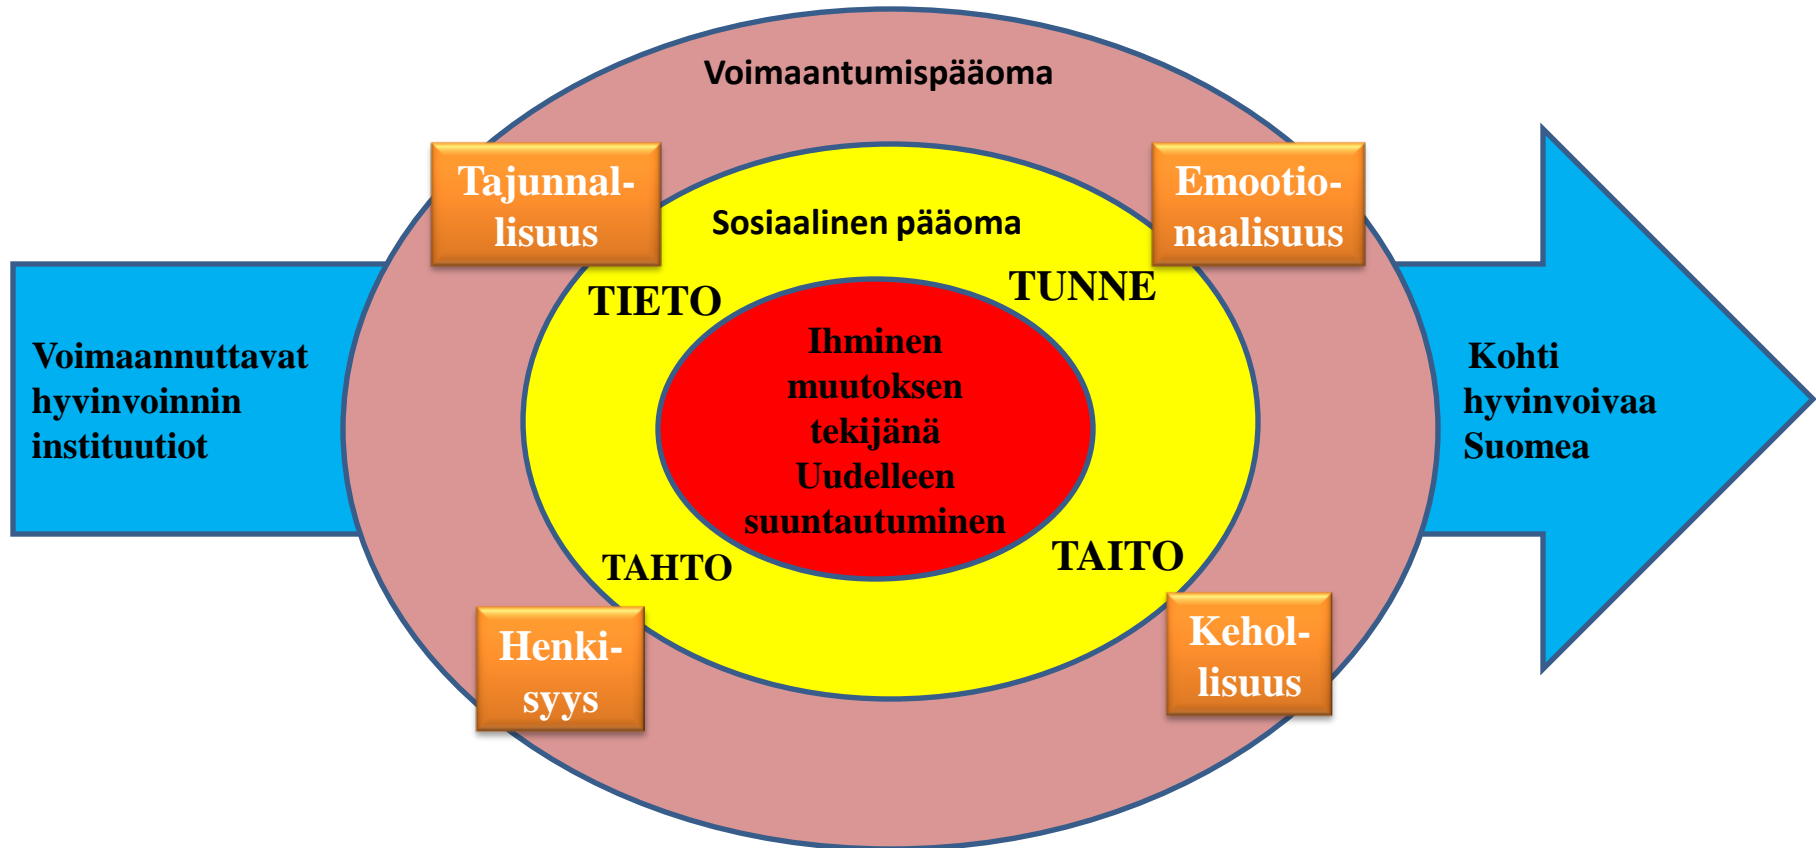 Voimaantumispääoma
Tajunnal-
lisuus
Emootio-
naalisuus
Sosiaalinen pääoma
TIETO
TUNNE
Voimaannuttavat
hyvinvoinnin
instituutiot
Ihminen
muutoksen
tekijänä
Uudelleen
suuntautuminen
Kohti
hyvinvoivaa
Suomea
TAHTO
TAITO
Henki-
syys
Kehol-
lisuus